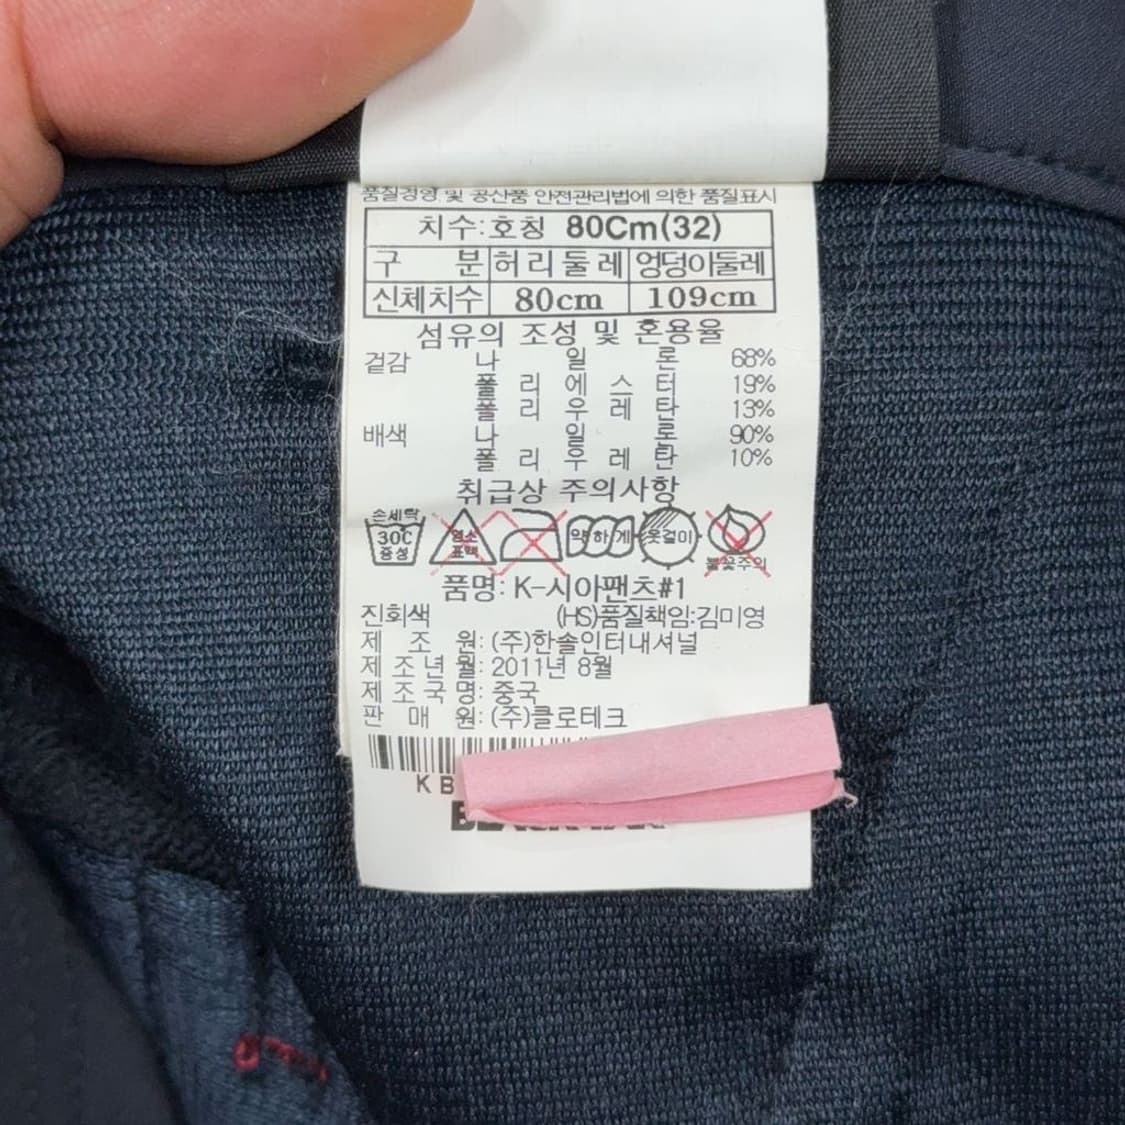 품질경영 및 공산품 안전관리법에 의한 품질표시
치수:호칭 80Cm(32)
구 분 허리둘레 엉덩이둘레
신체치수 80cm 109cm
섬유의 조성 및 혼용율
겉감 나 일 론 68%
폴 리 에 스 터 19%
폴 리 우 레 탄 13%
배색 나 일 론 90%
폴 리 우 레 탄 10%
취급상 주의사항
손세탁 30C 중성 염소 표백 약하게 옷걸이 불꽃주의
품명: K-시아팬츠#1
진회색 (HS)품질책임:김미영
제 조 원: (주)한솔인터내셔널
제조년월: 2011년 8월
제조국명: 중국
판 매 원: (주)클로테크